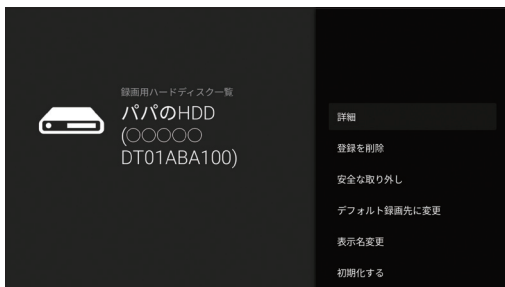 録画用ハードディスク一覧
パパのHDD
(○○○○○
DT01ABA100)
詳細
登録を削除
安全な取り外し
デフォルト録画先に変更
表示名変更
初期化する